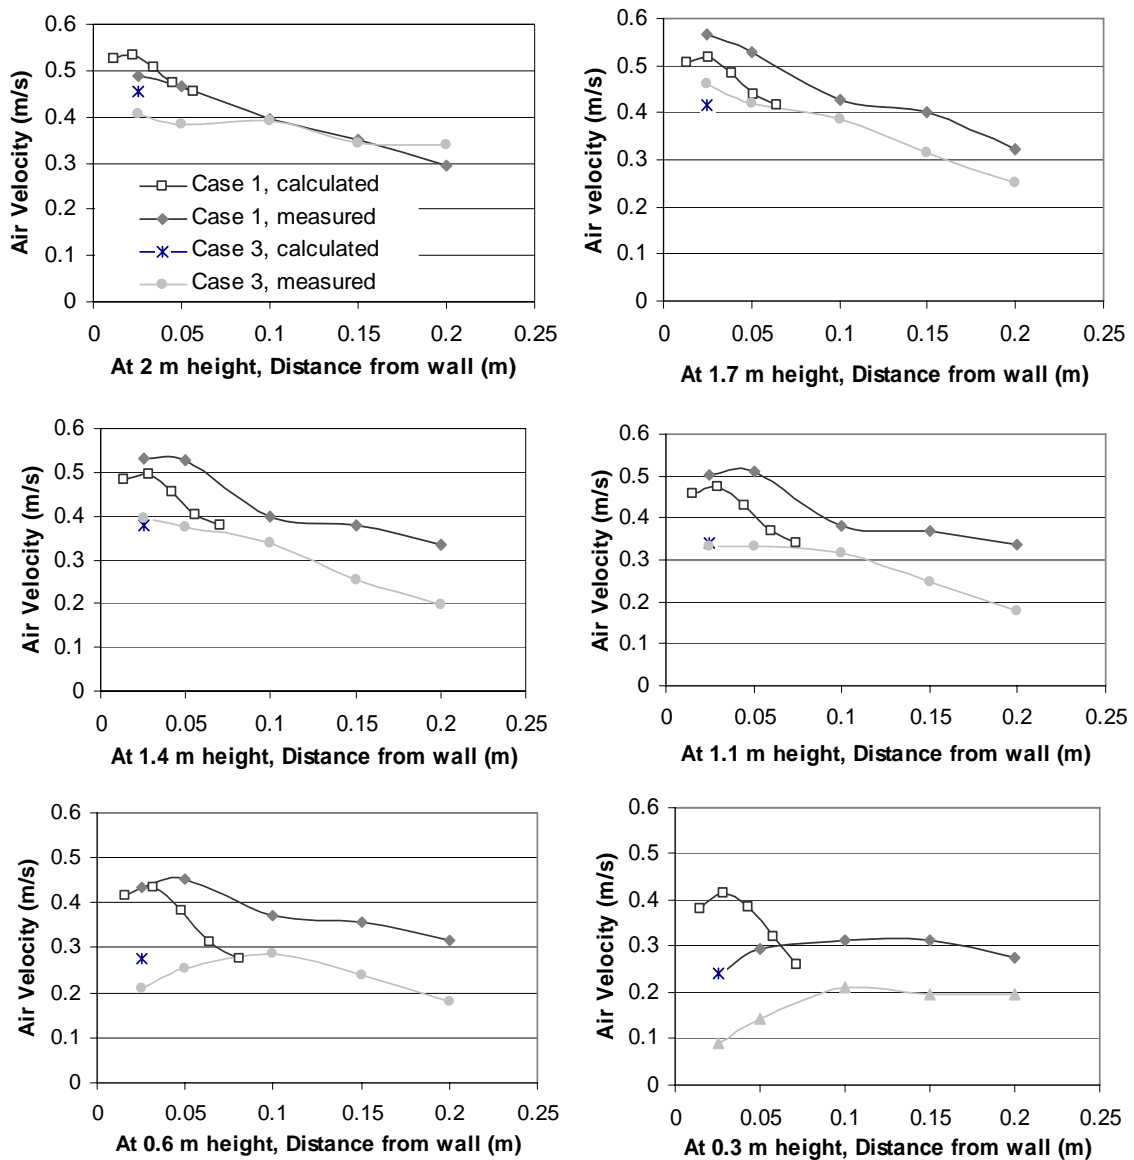 0.6
0.5
0.4
0.3
0.2
0.1
0
Air Velocity (m/s)
Case 1, calculated
Case 1, measured
Case 3, calculated
Case 3, measured
0 0.05 0.1 0.15 0.2 0.25
At 2 m height, Distance from wall (m)
0.6
0.5
0.4
0.3
0.2
0.1
0
Air velocity (m/s)
0 0.05 0.1 0.15 0.2 0.25
At 1.7 m height, Distance from wall (m)
0.6
0.5
0.4
0.3
0.2
0.1
0
Air Velocity (m/s)
0 0.05 0.1 0.15 0.2 0.25
At 1.4 m height, Distance from wall (m)
0.6
0.5
0.4
0.3
0.2
0.1
0
Air Velocity (m/s)
0 0.05 0.1 0.15 0.2 0.25
At 1.1 m height, Distance from wall (m)
0.6
0.5
0.4
0.3
0.2
0.1
0
Air Velocity (m/s)
0 0.05 0.1 0.15 0.2 0.25
At 0.6 m height, Distance from wall (m)
0.6
0.5
0.4
0.3
0.2
0.1
0
Air Velocity (m/s)
0 0.05 0.1 0.15 0.2 0.25
At 0.3 m height, Distance from wall (m)